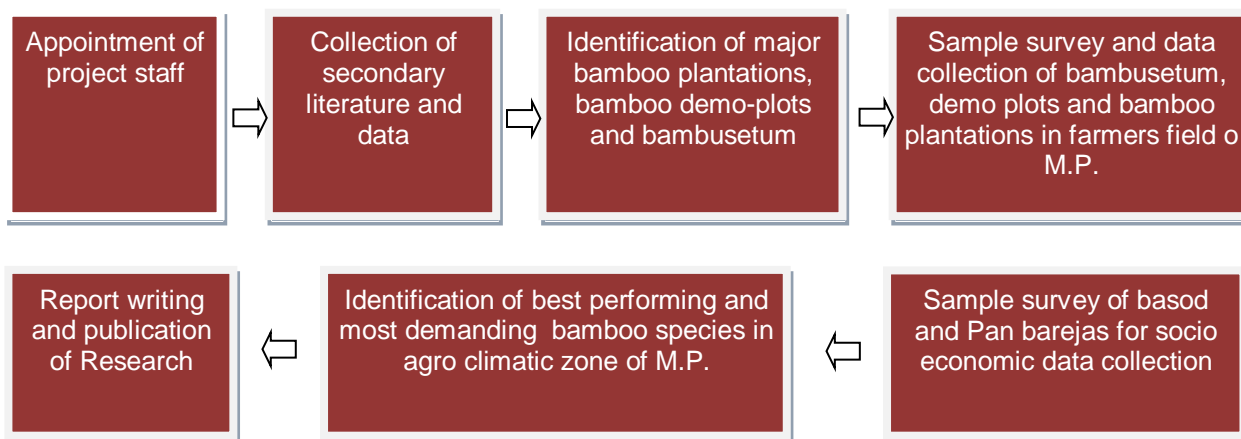 Appointment of
project staff
Collection of
secondary
literature and
data
Identification of major
bamboo plantations,
bamboo demo-plots
and bambusetum
Sample survey and data
collection of bambusetum,
demo plots and bamboo
plantations in farmers field o
M.P.
Sample survey of basod
and Pan barejas for socio
economic data collection
Identification of best performing and
most demanding bamboo species in
agro climatic zone of M.P.
Report writing
and publication
of Research